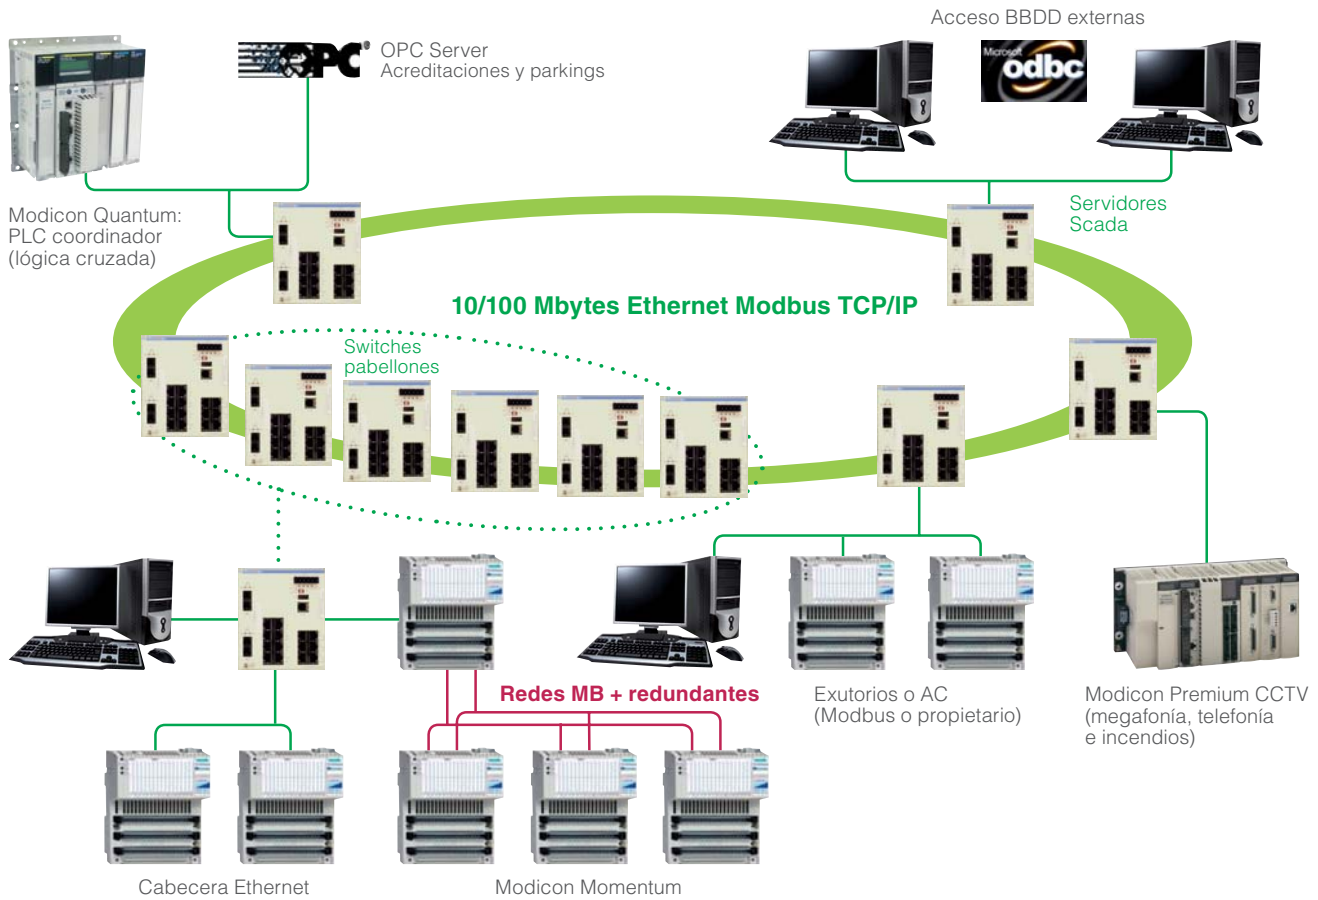 Acceso BBDD externas
OPC®
OPC Server
Acreditaciones y parkings
Microsoft
odbc
Modicon Quantum:
PLC coordinador
(lógica cruzada)
Servidores
Scada
10/100 Mbytes Ethernet Modbus TCP/IP
Switches
pabellones
Redes MB + redundantes
Exutorios o AC
(Modbus o propietario)
Modicon Premium CCTV
(megafonía, telefonía
e incendios)
Cabecera Ethernet
Modicon Momentum